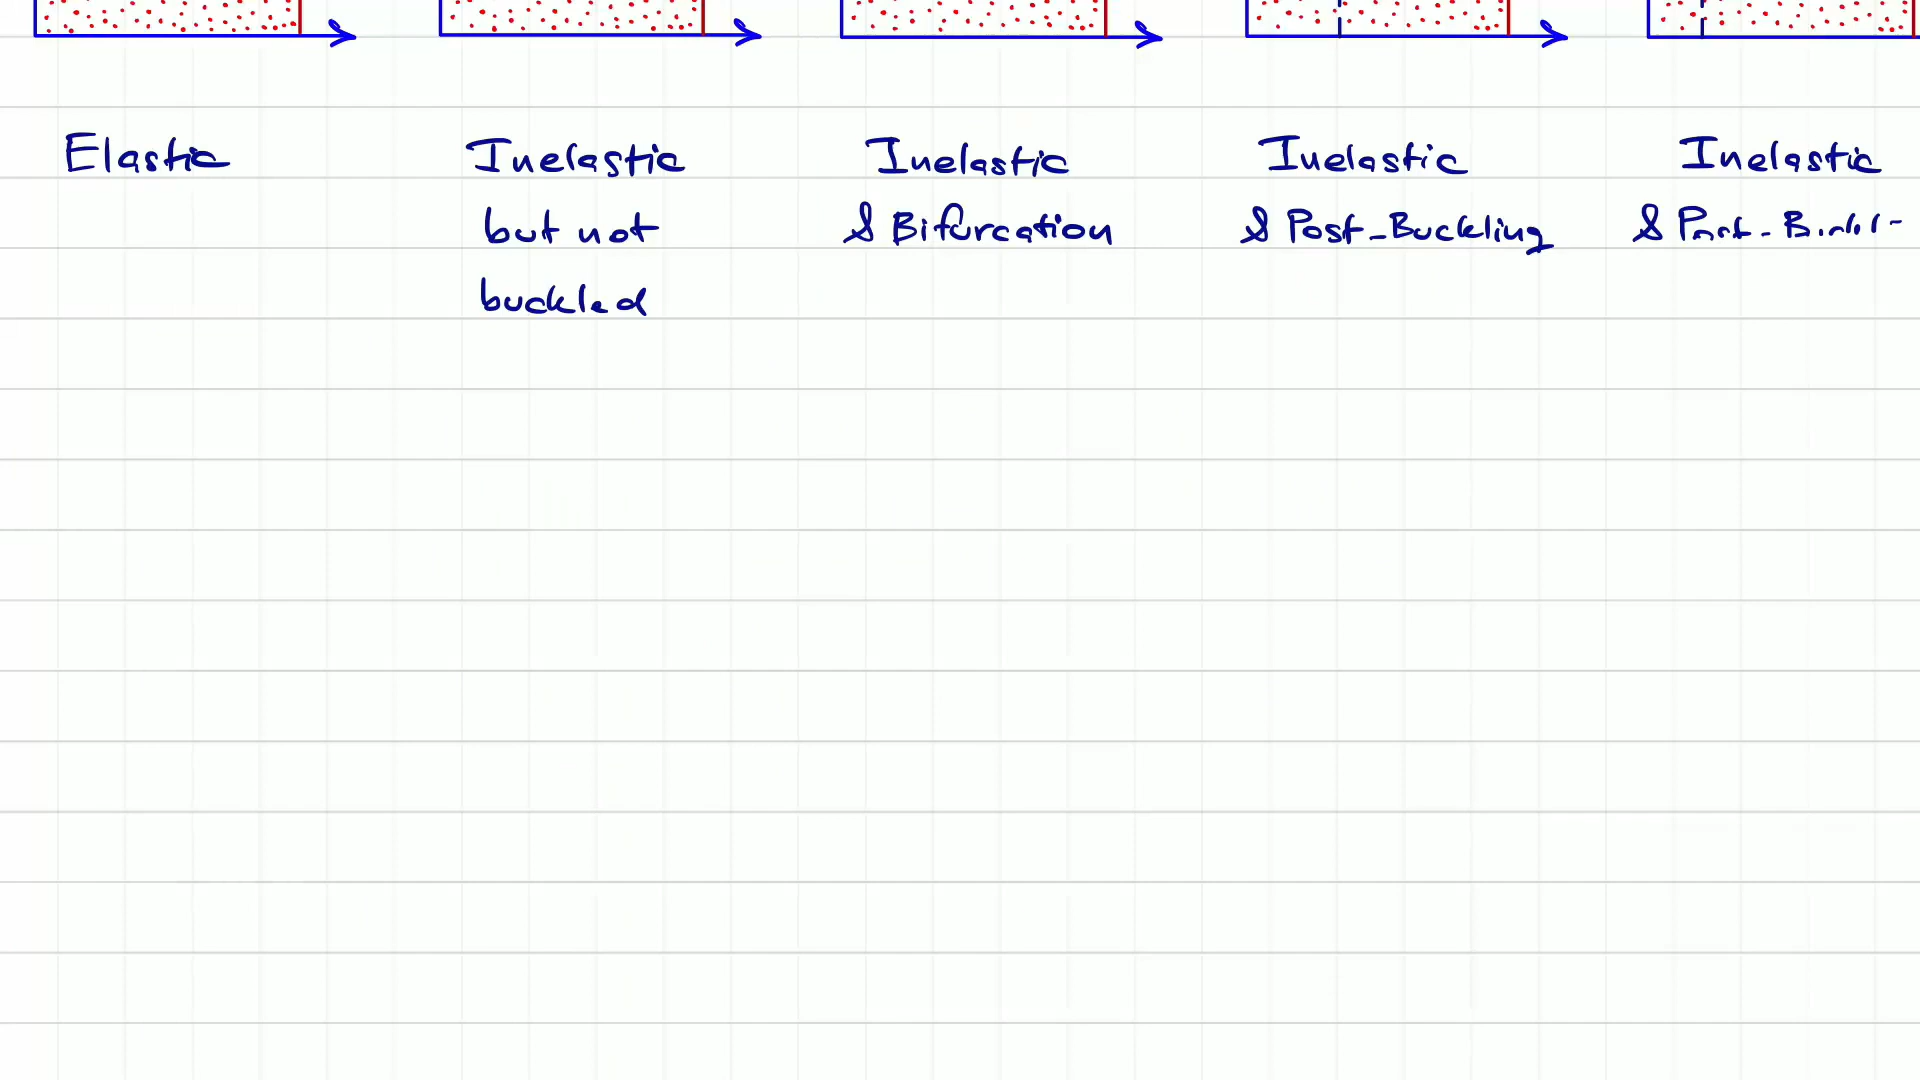 Elastic
Inelastic
but not
buckled
Inelastic
& Bifurcation
Inelastic
& Post-Buckling
Inelastic
&